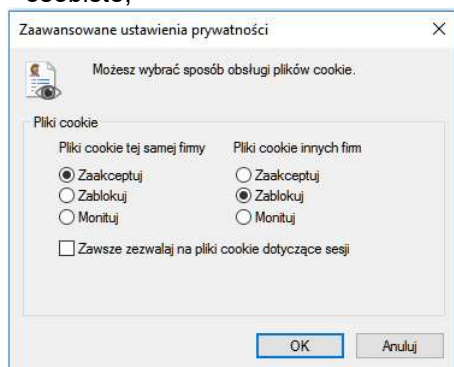 Zaawansowane ustawienia prywatności
Możesz wybrać sposób obsługi plików cookie.
Pliki cookie
Pliki cookie tej samej firmy Pliki cookie innych firm
Zaakceptuj Zaakceptuj
Zablokuj Zablokuj
Monituj Monituj
Zawsze zezwalaj na pliki cookie dotyczące sesji
OK Anuluj